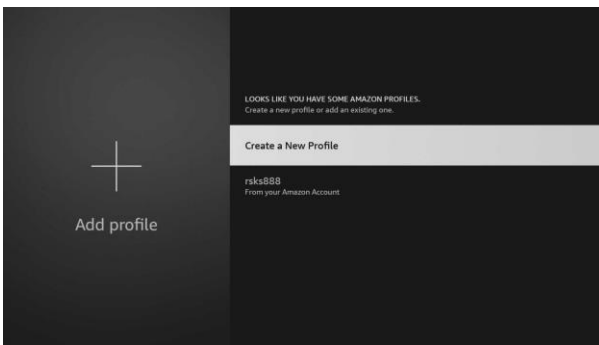 LOOKS LIKE YOU HAVE SOME AMAZON PROFILES.
Create a new profile or add an existing one.
Create a New Profile
rsks888
From your Amazon Account
Add profile